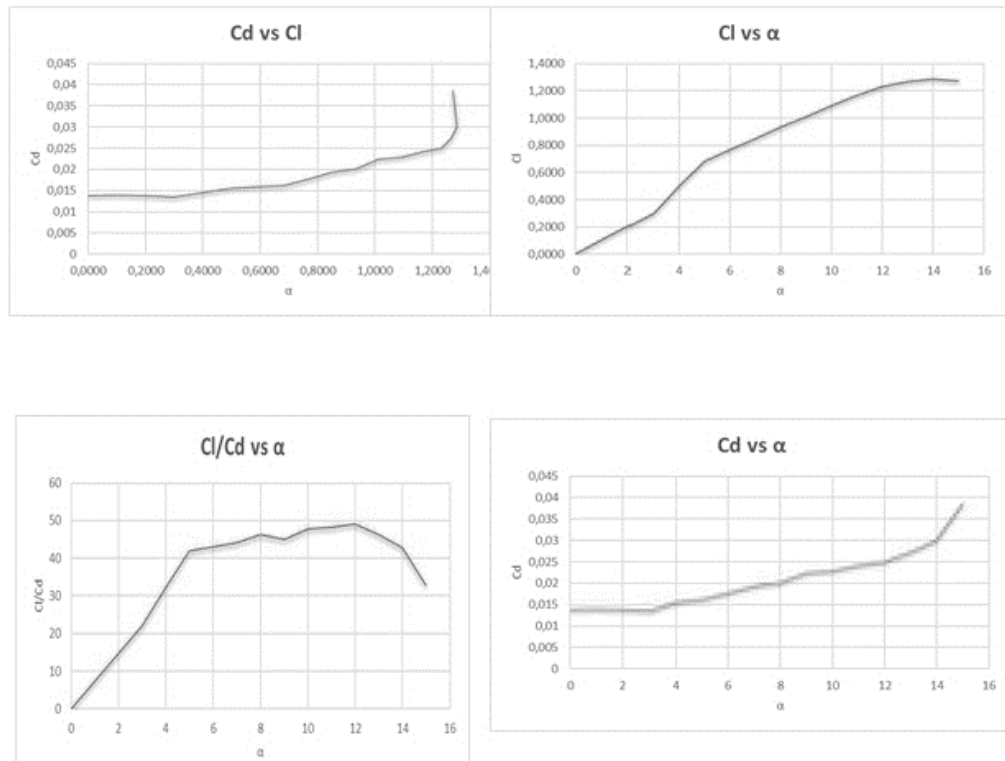 Cd vs Cl
0,045
0,04
0,035
0,03
0,025
0,02
0,015
0,01
0,005
0
Cd
0,0000 0,2000 0,4000 0,6000 0,8000 1,0000 1,2000 1,40
α
Cl vs α
1,4000
1,2000
1,0000
0,8000
0,6000
0,4000
0,2000
0,0000
Cl
0 2 4 6 8 10 12 14 16
α
Cl/Cd vs α
60
50
40
30
20
10
0
Cl/Cd
0 2 4 6 8 10 12 14 16
α
Cd vs α
0,045
0,04
0,035
0,03
0,025
0,02
0,015
0,01
0,005
0
Cd
0 2 4 6 8 10 12 14 16
α